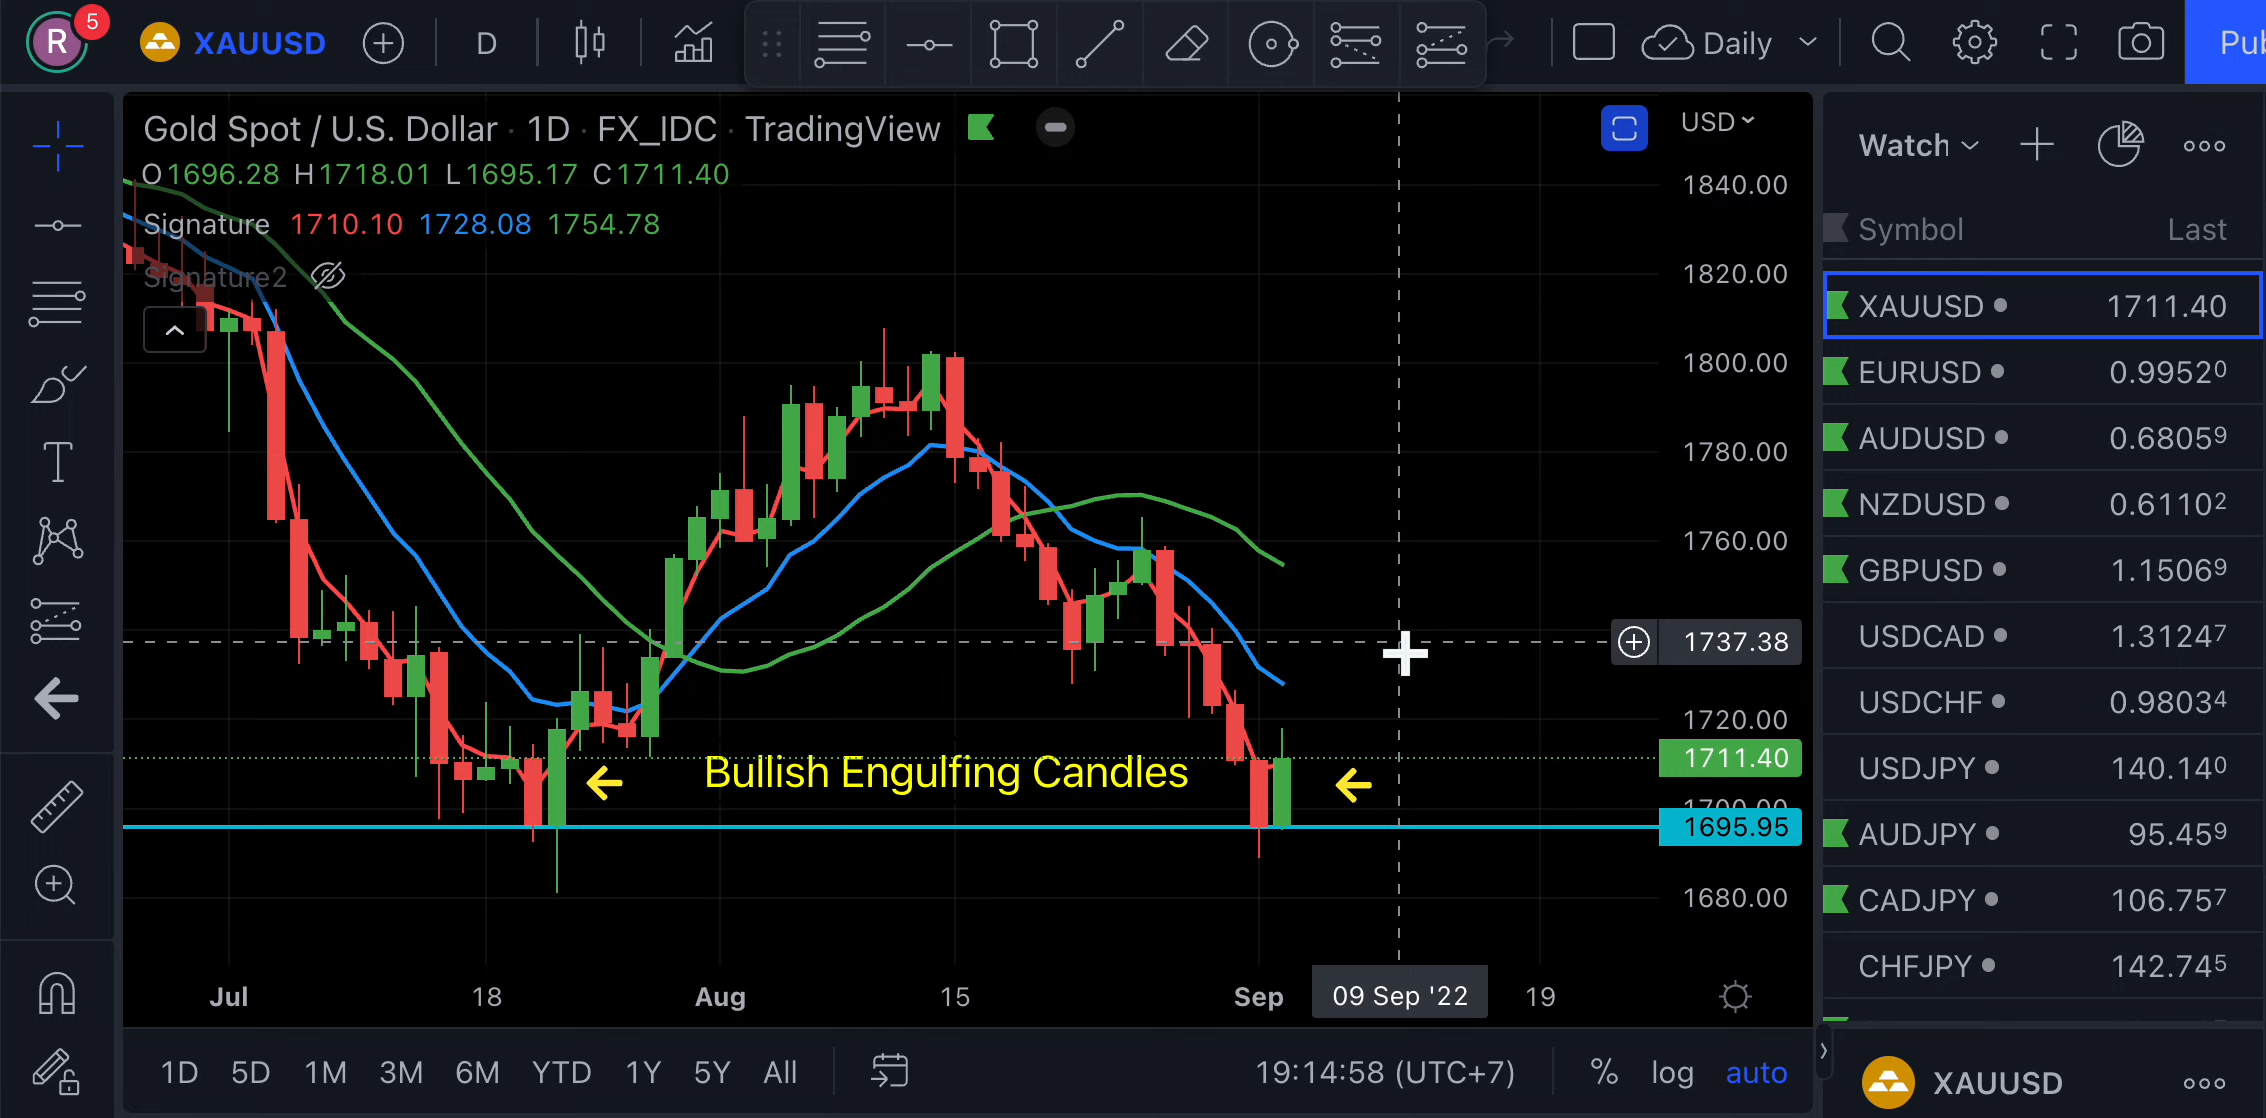 R 5 XAUUSD D Daily Pub
Gold Spot / U.S. Dollar · 1D · FX_IDC · TradingView
O1696.28 H1718.01 L1695.17 C1711.40
Signature 1710.10 1728.08 1754.78
Signature2
USD
1840.00
1820.00
1800.00
1780.00
1760.00
1737.38
1720.00
1711.40
1700.00
1695.95
1680.00
Bullish Engulfing Candles
Jul 18 Aug 15 Sep 09 Sep '22 19
1D 5D 1M 3M 6M YTD 1Y 5Y All
19:14:58 (UTC+7) % log auto
Watch
Symbol Last
XAUUSD 1711.40
EURUSD 0.99520
AUDUSD 0.68059
NZDUSD 0.61102
GBPUSD 1.15069
USDCAD 1.31247
USDCHF 0.98034
USDJPY 140.140
AUDJPY 95.459
CADJPY 106.757
CHFJPY 142.745
XAUUSD